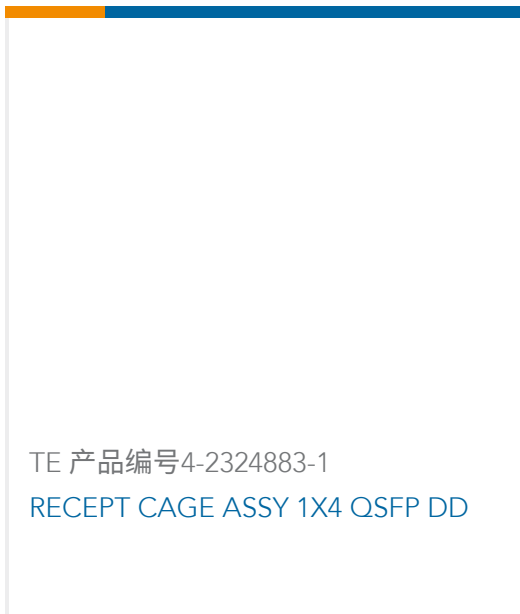 TE 产品编号4-2324883-1
RECEPT CAGE ASSY 1X4 QSFP DD